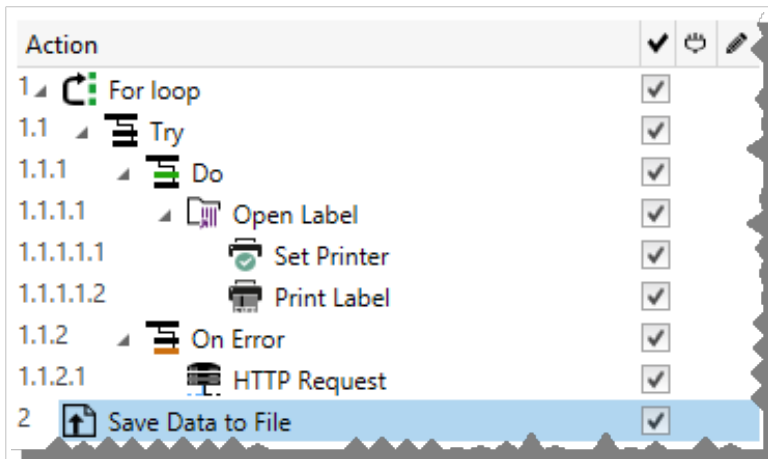 Action
1 For loop
1.1 Try
1.1.1 Do
1.1.1.1 Open Label
1.1.1.1.1 Set Printer
1.1.1.1.2 Print Label
1.1.2 On Error
1.1.2.1 HTTP Request
2 Save Data to File